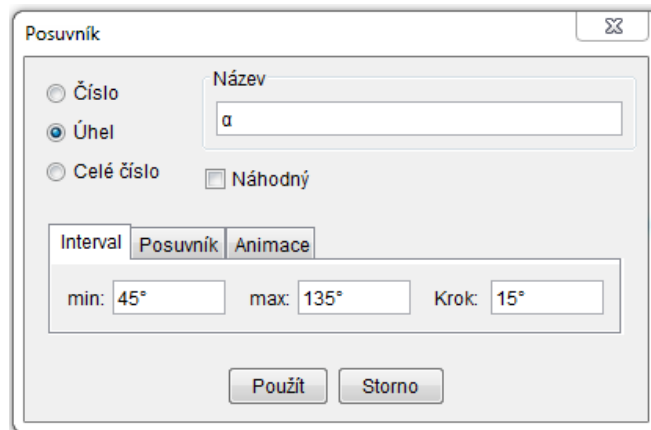 Posuvník
Číslo
Název
α
Úhel
Celé číslo
Náhodný
Interval Posuvník Animace
min: 45° max: 135° Krok: 15°
Použít Storno